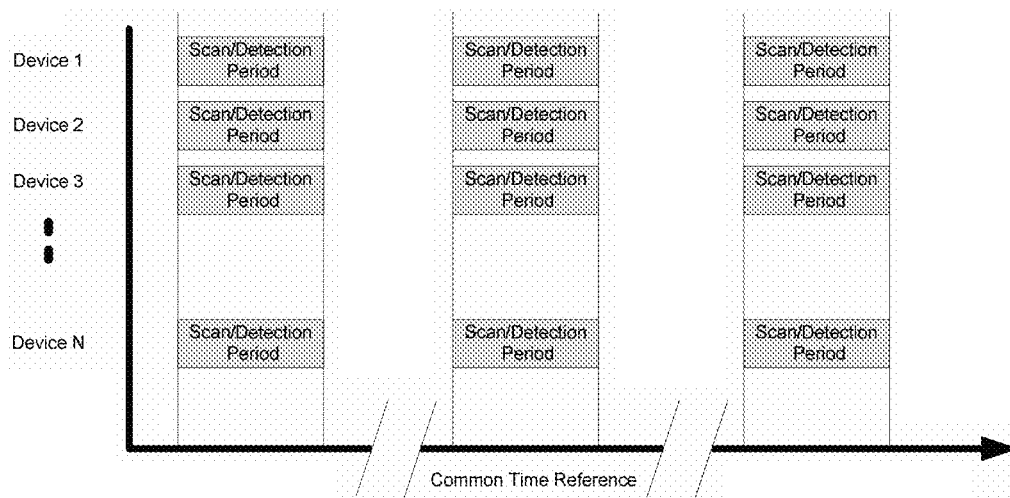 Device 1
Scan/Detection
Period
Scan/Detection
Period
Scan/Detection
Period
Device 2
Scan/Detection
Period
Scan/Detection
Period
Scan/Detection
Period
Device 3
Scan/Detection
Period
Scan/Detection
Period
Scan/Detection
Period
Device N
Scan/Detection
Period
Scan/Detection
Period
Scan/Detection
Period
Common Time Reference